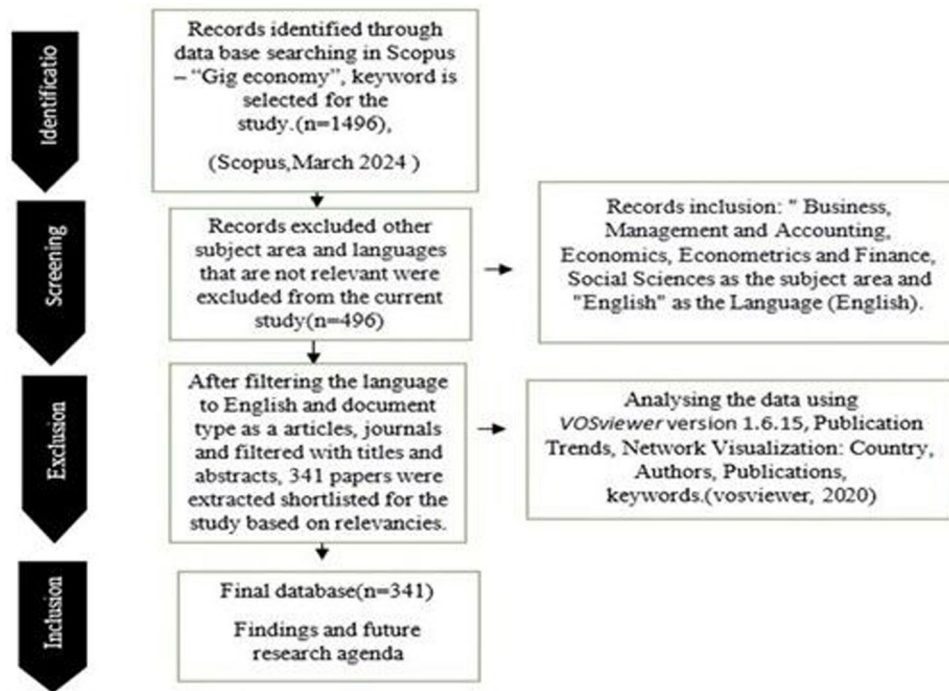 Identificatio
Records identified through
data base searching in Scopus
– “Gig economy”, keyword is
selected for the
study.(n=1496),
(Scopus,March 2024 )
Screening
Records excluded other
subject area and languages
that are not relevant were
excluded from the current
study(n=496)
Records inclusion: " Business,
Management and Accounting,
Economics, Econometrics and Finance,
Social Sciences as the subject area and
"English" as the Language (English).
Exclusion
After filtering the language
to English and document
type as a articles, journals
and filtered with titles and
abstracts, 341 papers were
extracted shortlisted for the
study based on relevancies.
Analysing the data using
VOSviewer version 1.6.15, Publication
Trends, Network Visualization: Country,
Authors, Publications,
keywords.(vosviewer, 2020)
Inclusion
Final database(n=341)
Findings and future
research agenda